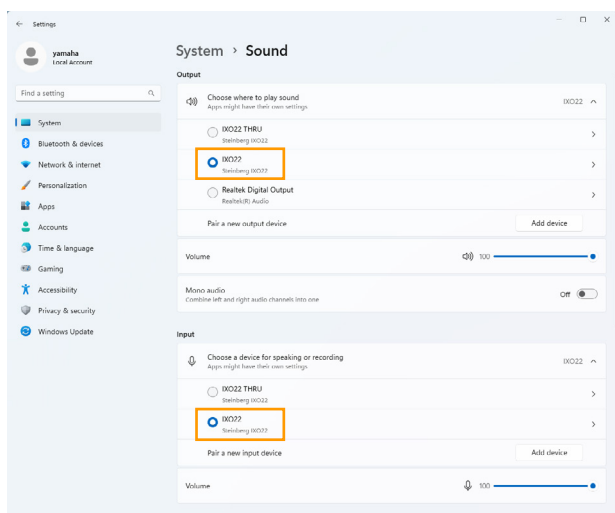 Settings
yamaha
Local Account
Find a setting
System
Bluetooth & devices
Network & internet
Personalization
Apps
Accounts
Time & language
Gaming
Accessibility
Privacy & security
Windows Update
System > Sound
Output
Choose where to play sound
Apps might have their own settings
IXO22
IXO22 THRU
Steinberg IXO22
IXO22
Steinberg IXO22
Realtek Digital Output
Realtek(R) Audio
Pair a new output device
Add device
Volume
100
Mono audio
Combine left and right audio channels into one
Off
Input
Choose a device for speaking or recording
Apps might have their own settings
IXO22
IXO22 THRU
Steinberg IXO22
IXO22
Steinberg IXO22
Pair a new input device
Add device
Volume
100